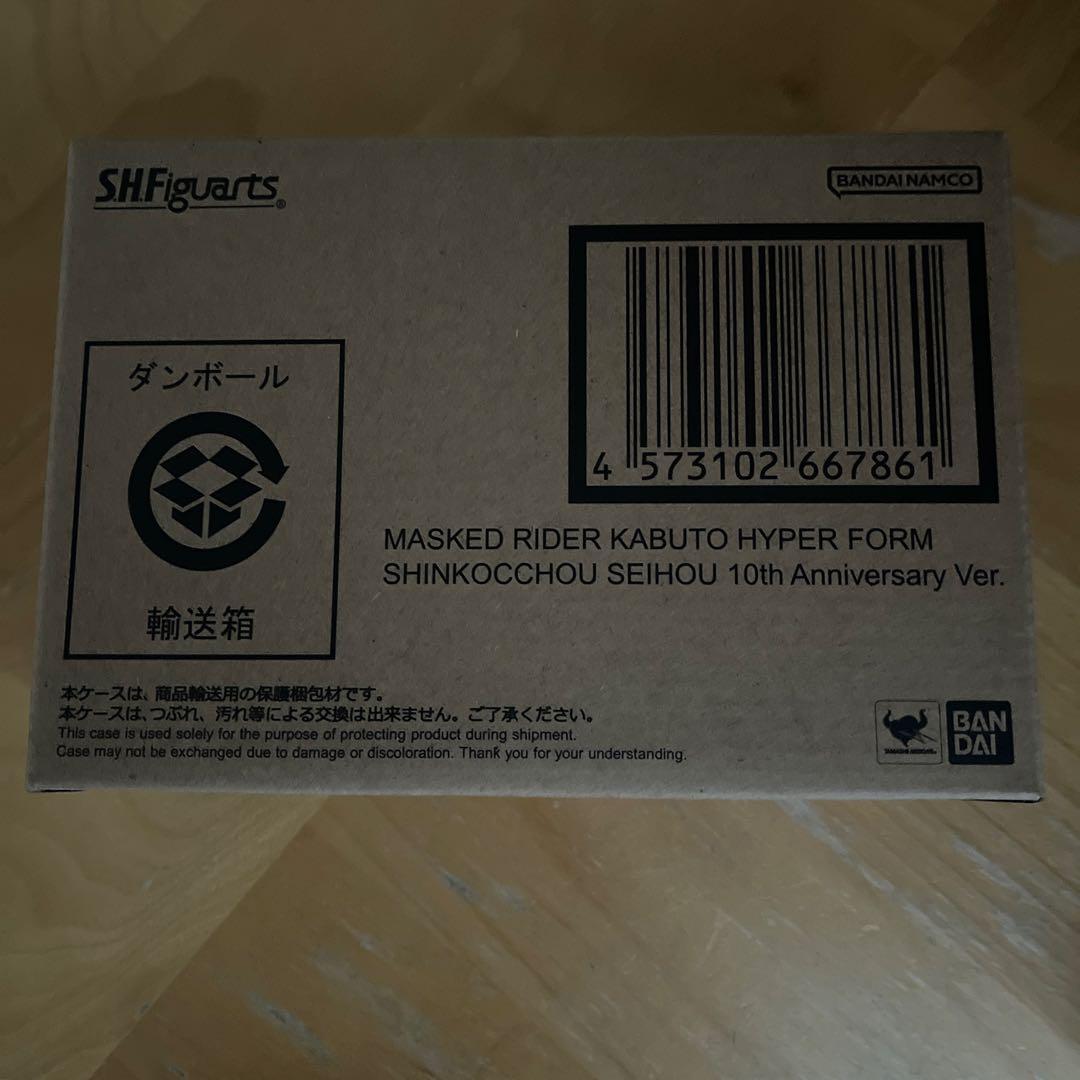 S.H.Figuarts®
BANDAI NAMCO
4 573102 667861
ダンボール
輸送箱
MASKED RIDER KABUTO HYPER FORM
SHINKOCCHOU SEIHOU 10th Anniversary Ver.
本ケースは、商品輸送用の保護梱包材です。
本ケースは、つぶれ、汚れ等による交換は出来ません。ご了承ください。
This case is used solely for the purpose of protecting product during shipment.
Case may not be exchanged due to damage or discoloration. Thank you for your understanding.
TAMASHII NATIONS
BAN
DAI